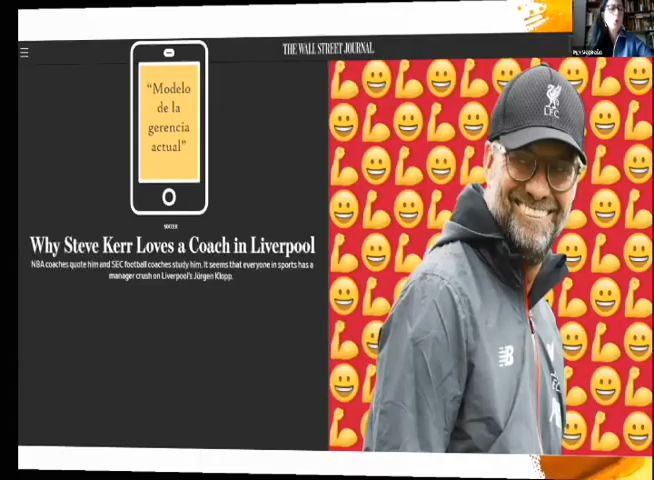 THE WALL STREET JOURNAL
"Modelo
de la
gerencia
actual"
SOCCER
Why Steve Kerr Loves a Coach in Liverpool
NBA coaches quote him and SEC football coaches study him. It seems that everyone in sports has a
manager crush on Liverpool's Jürgen Klopp.
LFC
NB